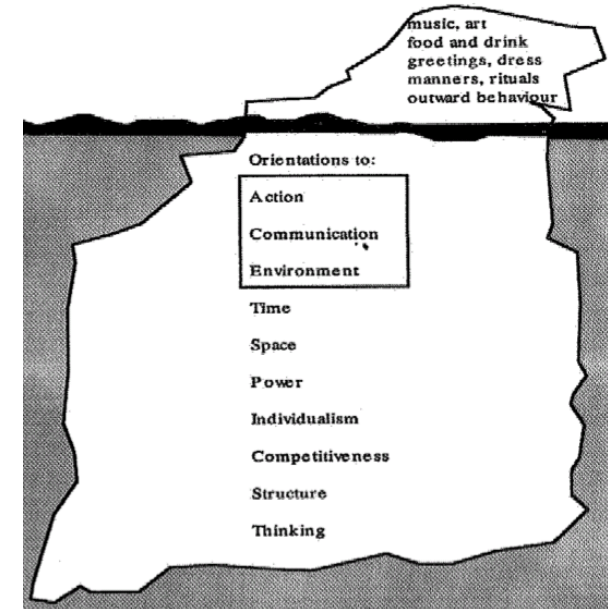 music, art
food and drink
greetings, dress
manners, rituals
outward behaviour
Orientations to:
Action
Communication
Environment
Time
Space
Power
Individualism
Competitiveness
Structure
Thinking